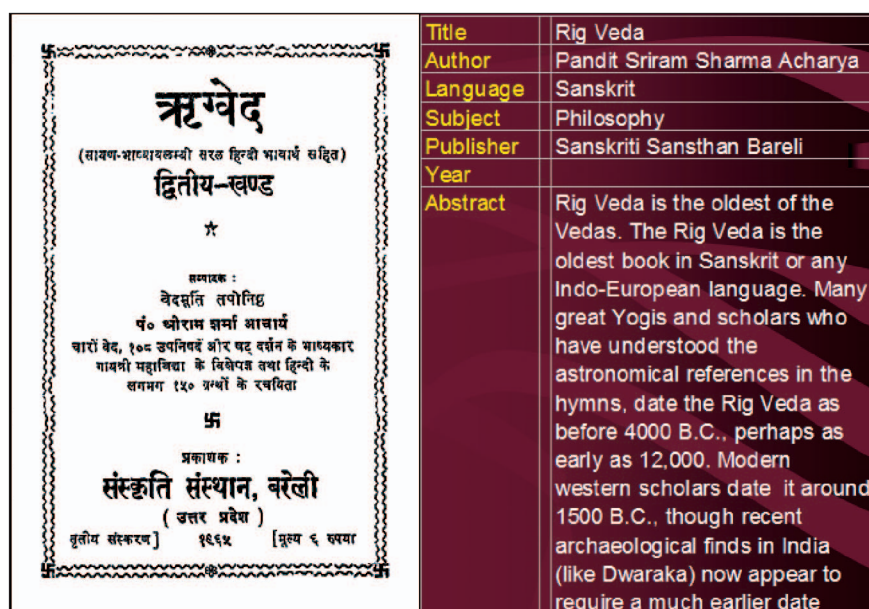 ऋग्वेद
(सायण-भाष्यावलम्बी सरल हिन्दी भावार्थ सहित)
द्वितीय-खण्ड
सम्पादक :
वेदमूर्ति तपोनिष्ठ
पं० श्रीराम शर्मा आचार्य
चारों वेद, १०८ उपनिषदें और षट् दर्शन के भाष्यकार
गायत्री महाविद्या के विशेषज्ञ तथा हिन्दी के
लगभग १५० ग्रन्थों के रचयिता
प्रकाशक :
संस्कृति संस्थान, बरेली
( उत्तर प्रदेश )
तृतीय संस्करण] १९६५ [मूल्य ६ रुपया
Title Rig Veda
Author Pandit Sriram Sharma Acharya
Language Sanskrit
Subject Philosophy
Publisher Sanskriti Sansthan Bareli
Year
Abstract Rig Veda is the oldest of the
Vedas. The Rig Veda is the
oldest book in Sanskrit or any
Indo-European language. Many
great Yogis and scholars who
have understood the
astronomical references in the
hymns, date the Rig Veda as
before 4000 B.C., perhaps as
early as 12,000. Modern
western scholars date it around
1500 B.C., though recent
archaeological finds in India
(like Dwaraka) now appear to
require a much earlier date